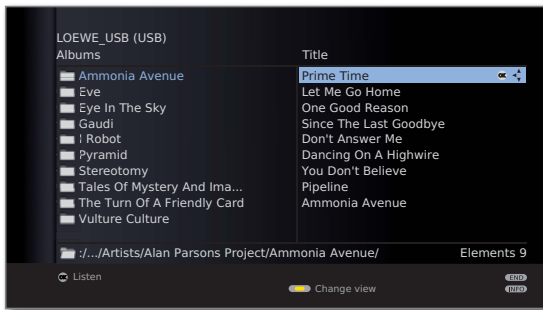 LOEWE_USB (USB)
Albums
Title
Ammonia Avenue
Eve
Eye In The Sky
Gaudi
I Robot
Pyramid
Stereotomy
Tales Of Mystery And Ima...
The Turn Of A Friendly Card
Vulture Culture
Prime Time
OK
Let Me Go Home
One Good Reason
Since The Last Goodbye
Don't Answer Me
Dancing On A Highwire
You Don't Believe
Pipeline
Ammonia Avenue
:/.../Artists/Alan Parsons Project/Ammonia Avenue/
Elements 9
OK Listen
END
Change view
INFO